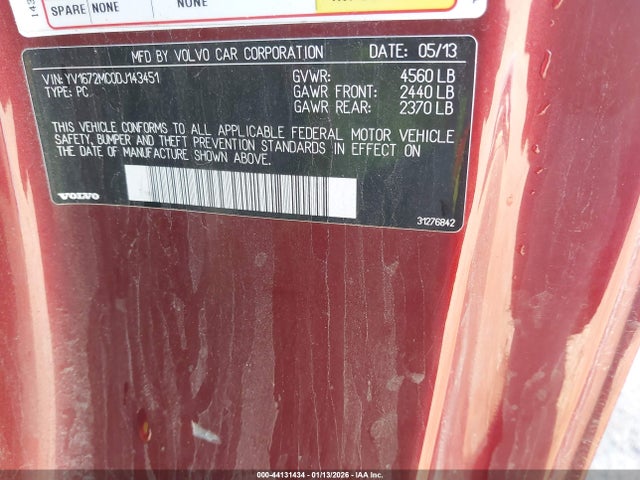 143
SPARE NONE NONE
MFD BY VOLVO CAR CORPORATION DATE: 05/13
VIN: YV1672MC0DJ143451 GVWR: 4560 LB
TYPE: PC GAWR FRONT: 2440 LB
GAWR REAR: 2370 LB
THIS VEHICLE CONFORMS TO ALL APPLICABLE FEDERAL MOTOR VEHICLE
SAFETY, BUMPER AND THEFT PREVENTION STANDARDS IN EFFECT ON
THE DATE OF MANUFACTURE SHOWN ABOVE.
VOLVO
31276842
000-44131434 | 01/13/2026 - IAA Inc.